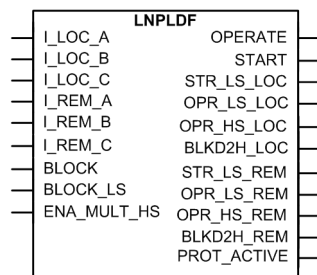 LNPLDF
I_LOC_A
I_LOC_B
I_LOC_C
I_REM_A
I_REM_B
I_REM_C
BLOCK
BLOCK_LS
ENA_MULT_HS
OPERATE
START
STR_LS_LOC
OPR_LS_LOC
OPR_HS_LOC
BLKD2H_LOC
STR_LS_REM
OPR_LS_REM
OPR_HS_REM
BLKD2H_REM
PROT_ACTIVE